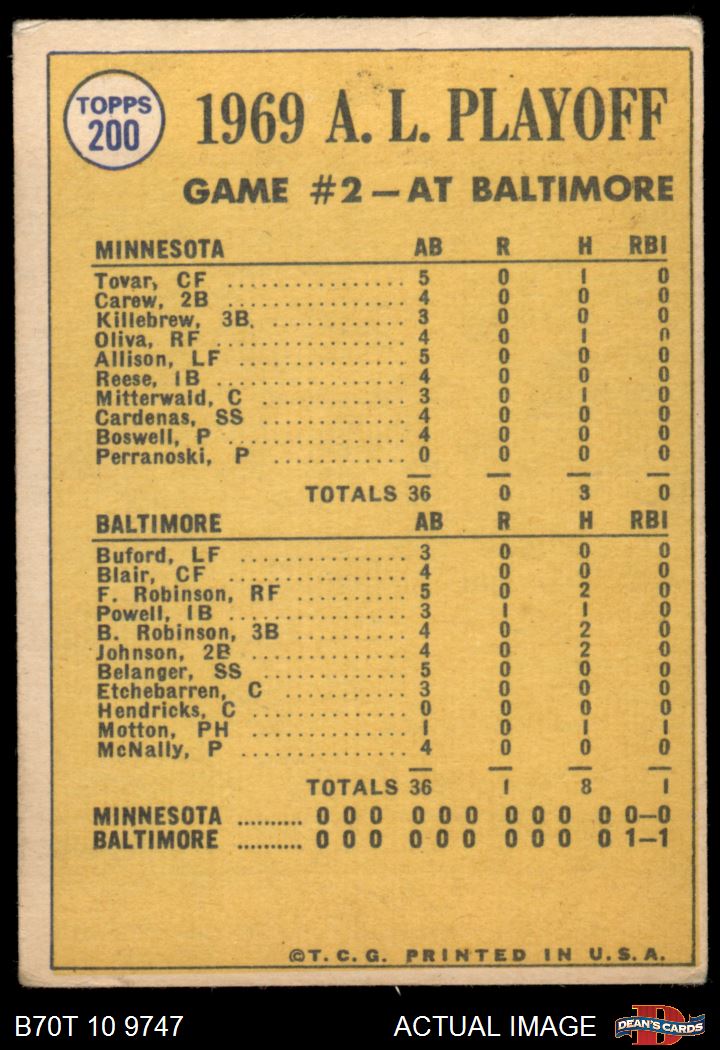 TOPPS
200
1969 A. L. PLAYOFF
GAME #2 — AT BALTIMORE
MINNESOTA AB R H RBI
Tovar, CF ................ 5 0 1 0
Carew, 2B ................ 4 0 0 0
Killebrew, 3B. ............ 3 0 0 0
Oliva, RF ................. 4 0 1 0
Allison, LF ............... 5 0 0 0
Reese, 1B ................ 4 0 0 0
Mitterwald, C ............ 3 0 1 0
Cardenas, SS ............. 4 0 0 0
Boswell, P ............... 4 0 0 0
Perranoski, P ............ 0 0 0 0
TOTALS 36 0 3 0
BALTIMORE AB R H RBI
Buford, LF ............... 3 0 0 0
Blair, CF ................ 4 0 0 0
F. Robinson, RF .......... 5 0 2 0
Powell, 1B ................ 3 1 1 0
B. Robinson, 3B ........... 4 0 2 0
Johnson, 2B .............. 4 0 2 0
Belanger, SS .............. 5 0 0 0
Etchebarren, C ........... 3 0 0 0
Hendricks, C ............. 0 0 0 0
Motton, PH ............... 1 0 1 1
McNally, P ............... 4 0 0 0
TOTALS 36 1 8 1
MINNESOTA .......... 0 0 0 0 0 0 0 0 0 0 0 0—0
BALTIMORE .......... 0 0 0 0 0 0 0 0 0 0 1—1
©T. C. G. PRINTED IN U. S. A.
B70T 10 9747 ACTUAL IMAGE DEAN'S CARDS